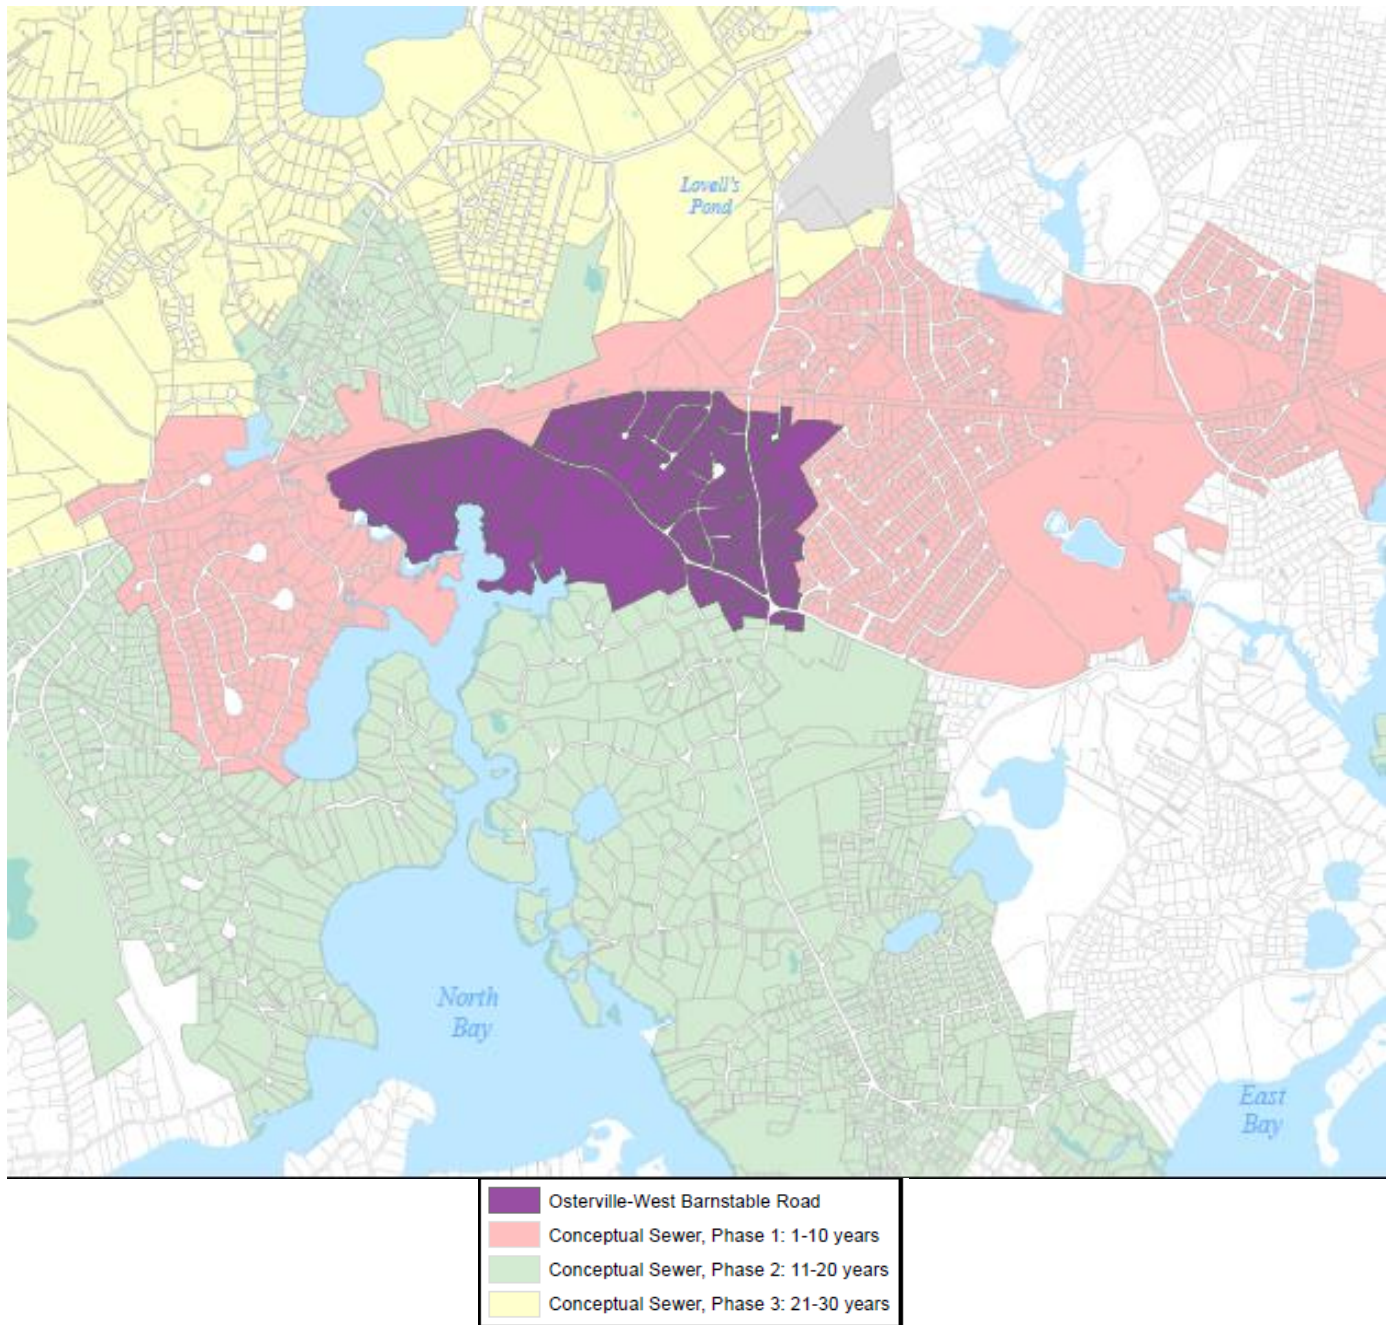 Lovell's
Pond
North
Bay
East
Bay
Osterville-West Barnstable Road
Conceptual Sewer, Phase 1: 1-10 years
Conceptual Sewer, Phase 2: 11-20 years
Conceptual Sewer, Phase 3: 21-30 years